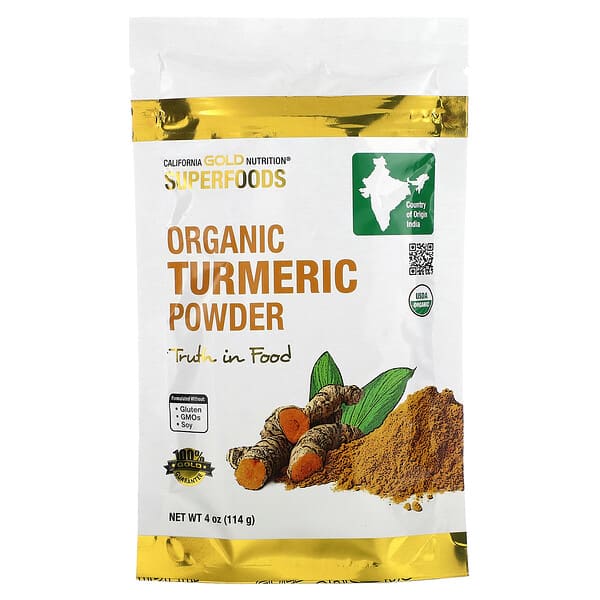 CALIFORNIA GOLD NUTRITION®
SUPERFOODS
Country
of Origin
India
ORGANIC
TURMERIC
POWDER
USDA
ORGANIC
Truth in Food
Formulated Without:
• Gluten
• GMOs
• Soy
100%
GOLD
GUARANTEE
NET WT 4 oz (114 g)